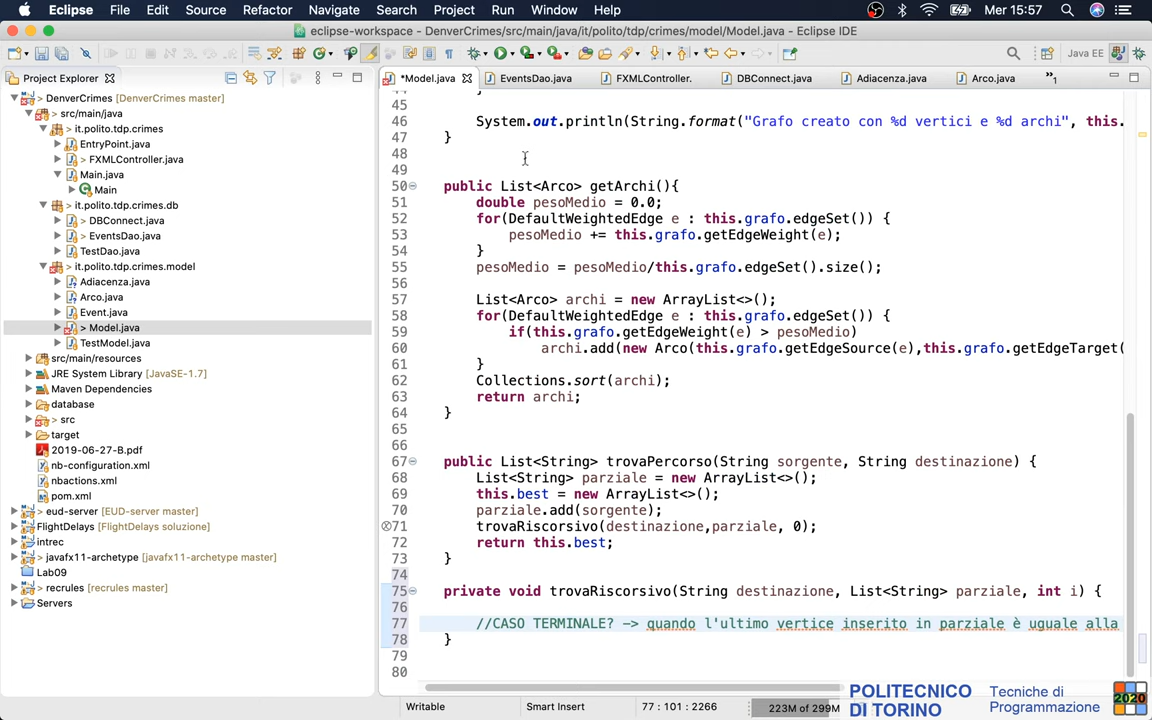 Eclipse File Edit Source Refactor Navigate Search Project Run Window Help Mer 15:57
eclipse-workspace - DenverCrimes/src/main/java/it/polito/tdp/crimes/model/Model.java - Eclipse IDE
Java EE
Project Explorer
*Model.java EventsDao.java FXMLController. DBConnect.java Adiacenza.java Arco.java »1
> DenverCrimes [DenverCrimes master]
> src/main/java
it.polito.tdp.crimes
EntryPoint.java
> FXMLController.java
Main.java
Main
it.polito.tdp.crimes.db
> DBConnect.java
> EventsDao.java
TestDao.java
it.polito.tdp.crimes.model
Adiacenza.java
Arco.java
Event.java
> Model.java
TestModel.java
src/main/resources
JRE System Library [JavaSE-1.7]
Maven Dependencies
database
> src
target
2019-06-27-B.pdf
nb-configuration.xml
nbactions.xml
pom.xml
> eud-server [EUD-server master]
FlightDelays [FlightDelays soluzione]
intrec
> javafx11-archetype [javafx11-archetype master]
Lab09
> recrules [recrules master]
Servers
44 }
45
46 System.out.println(String.format("Grafo creato con %d vertici e %d archi", this.
47 }
48
49
50 public List<Arco> getArchi(){
51 double pesoMedio = 0.0;
52 for(DefaultWeightedEdge e : this.grafo.edgeSet()) {
53 pesoMedio += this.grafo.getEdgeWeight(e);
54 }
55 pesoMedio = pesoMedio/this.grafo.edgeSet().size();
56
57 List<Arco> archi = new ArrayList<>();
58 for(DefaultWeightedEdge e : this.grafo.edgeSet()) {
59 if(this.grafo.getEdgeWeight(e) > pesoMedio)
60 archi.add(new Arco(this.grafo.getEdgeSource(e),this.grafo.getEdgeTarget(
61 }
62 Collections.sort(archi);
63 return archi;
64 }
65
66
67 public List<String> trovaPercorso(String sorgente, String destinazione) {
68 List<String> parziale = new ArrayList<>();
69 this.best = new ArrayList<>();
70 parziale.add(sorgente);
71 trovaRiscorsivo(destinazione,parziale, 0);
72 return this.best;
73 }
74
75 private void trovaRiscorsivo(String destinazione, List<String> parziale, int i) {
76
77 //CASO TERMINALE? -> quando l'ultimo vertice inserito in parziale è uguale alla
78 }
79
80
Writable Smart Insert 77 : 101 : 2266 223M of 299M
POLITECNICO
DI TORINO
Tecniche di
Programmazione
2020